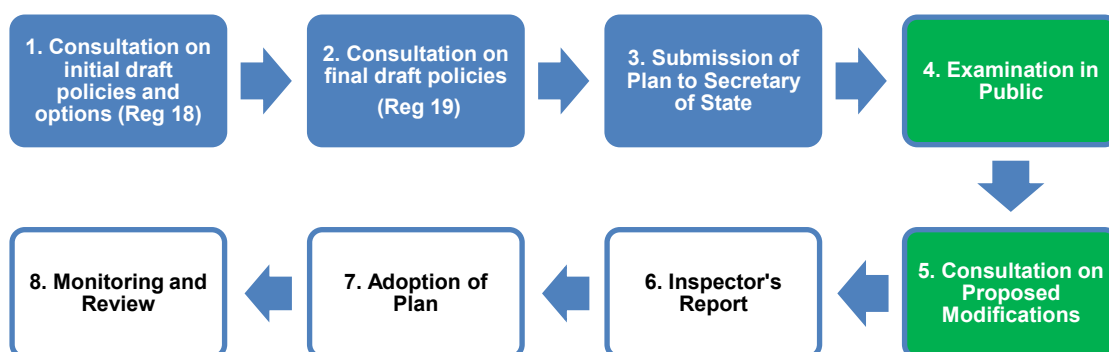 1. Consultation on
initial draft
policies and
options (Reg 18)
2. Consultation on
final draft policies
(Reg 19)
3. Submission of
Plan to Secretary
of State
4. Examination in
Public
5. Consultation on
Proposed
Modifications
6. Inspector's
Report
7. Adoption of
Plan
8. Monitoring and
Review